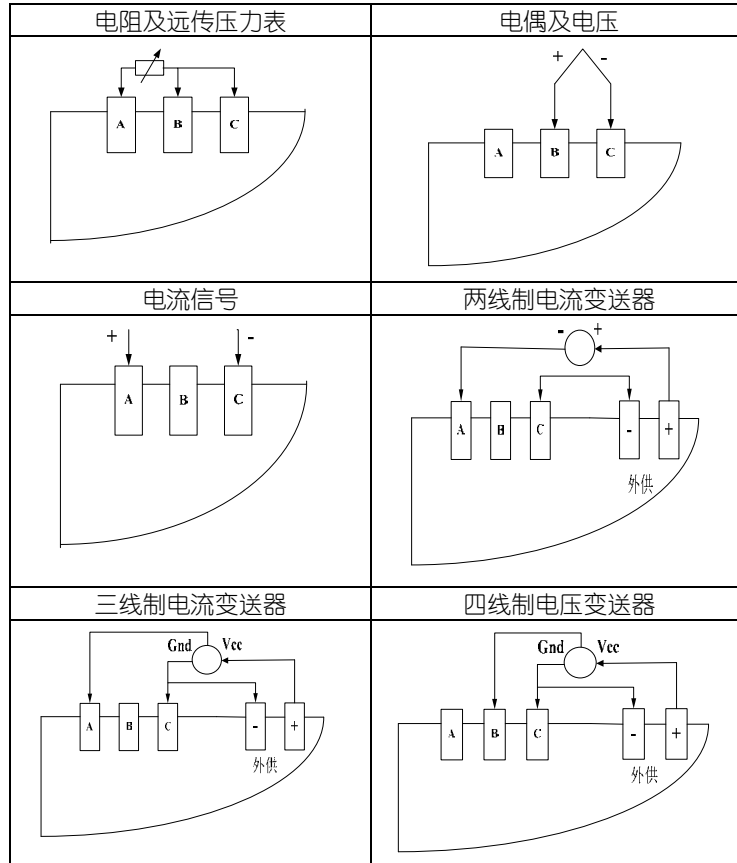 电阻及远传压力表
电偶及电压
A B C
+ -
A B C
电流信号
两线制电流变送器
+ -
A B C
- +
A B C - +
外供
三线制电流变送器
四线制电压变送器
Gnd Vcc
A B C - +
外供
Gnd Vcc
A B C - +
外供